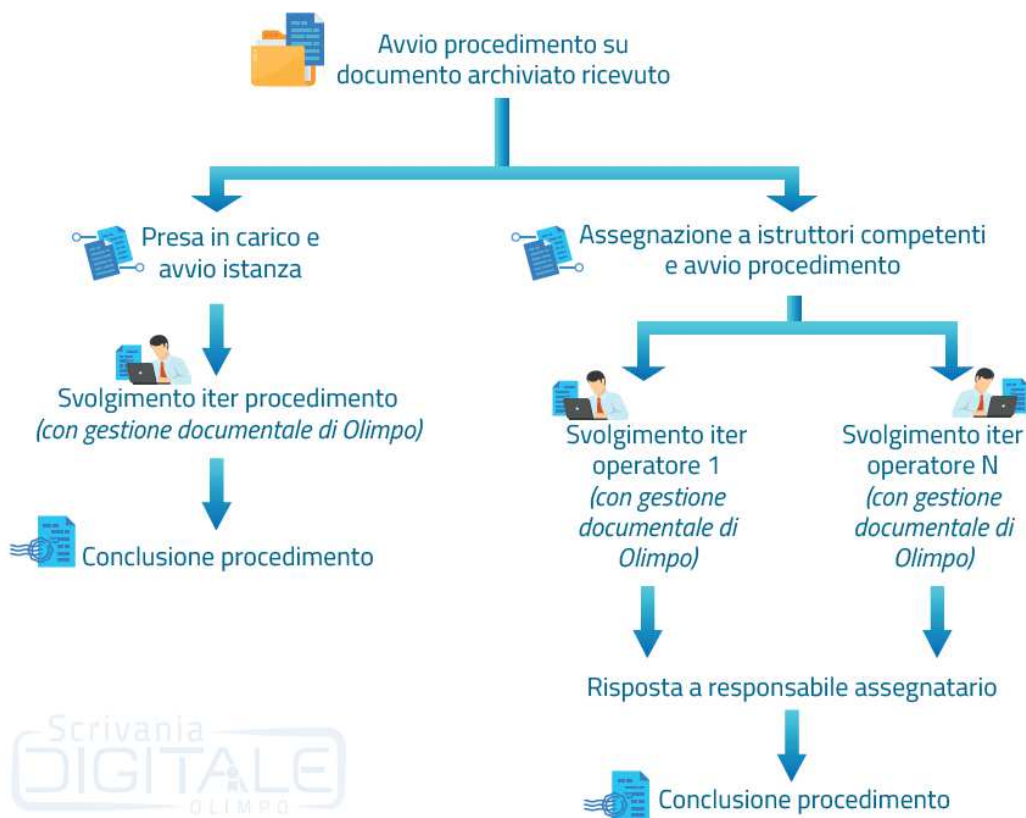 Avvio procedimento su
documento archiviato ricevuto
Presa in carico e
avvio istanza
Svolgimento iter procedimento
(con gestione documentale di Olimpo)
Conclusione procedimento
Assegnazione a istruttori competenti
e avvio procedimento
Svolgimento iter
operatore 1
(con gestione
documentale di
Olimpo)
Svolgimento iter
operatore N
(con gestione
documentale di
Olimpo)
Risposta a responsabile assegnatario
Conclusione procedimento
Scrivania
DIGITALE
OLIMPO